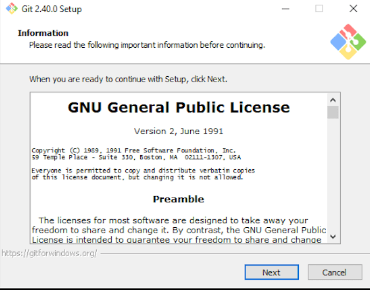 Git 2.40.0 Setup
Information
Please read the following important information before continuing.
When you are ready to continue with Setup, click Next.
GNU General Public License
Version 2, June 1991
Copyright (C) 1989, 1991 Free Software Foundation, Inc.
59 Temple Place - Suite 330, Boston, MA 02111-1307, USA
Everyone is permitted to copy and distribute verbatim copies
of this license document, but changing it is not allowed.
Preamble
The licenses for most software are designed to take away your
freedom to share and change it. By contrast, the GNU General Public
License is intended to guarantee your freedom to share and change
https://gitforwindows.org/
Next
Cancel